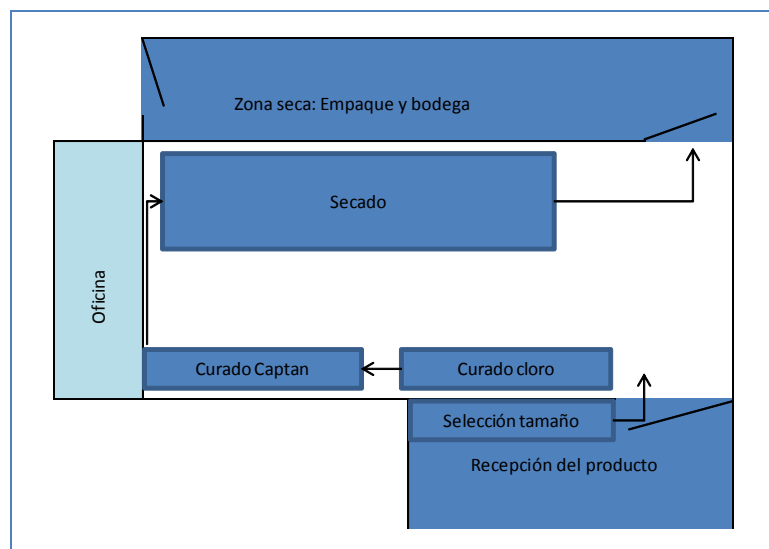 Zona seca: Empaque y bodega
Secado
Oficina
Curado Captan
Curado cloro
Selección tamaño
Recepción del producto